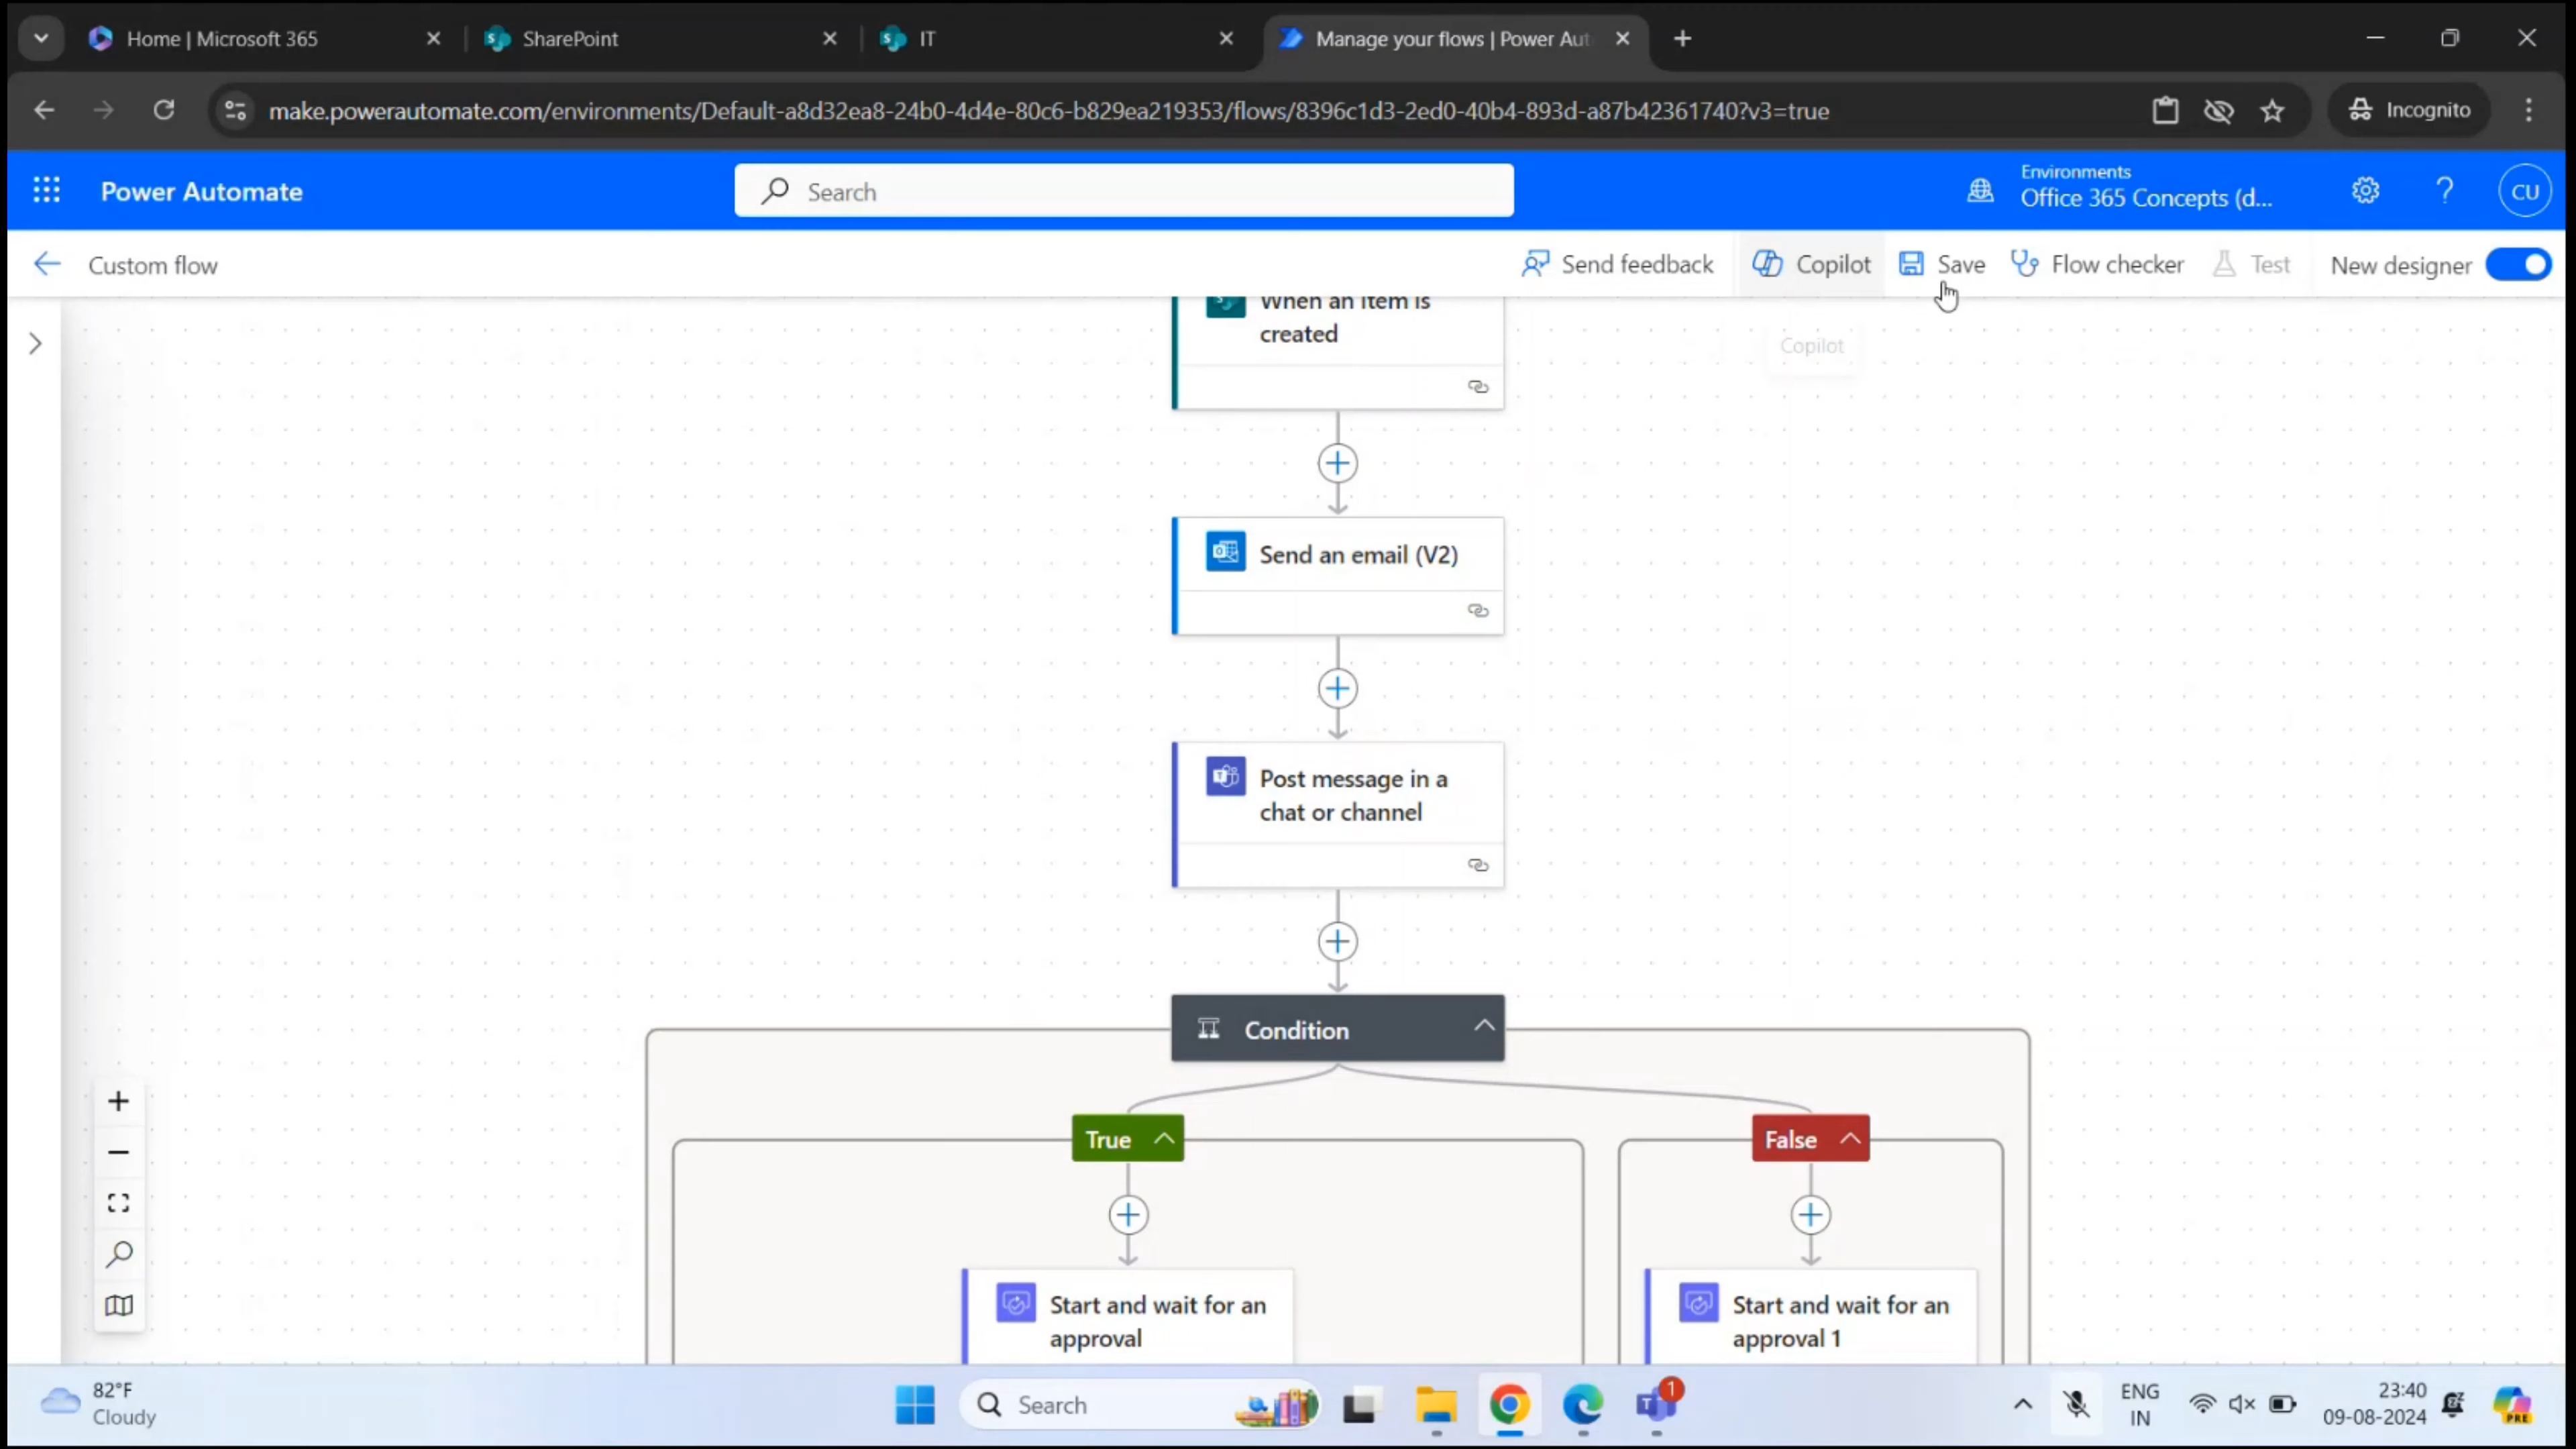 Home | Microsoft 365
SharePoint
IT
Manage your flows | Power Aut
make.powerautomate.com/environments/Default-a8d32ea8-24b0-4d4e-80c6-b829ea219353/flows/8396c1d3-2ed0-40b4-893d-a87b42361740?v3=true
Incognito
Power Automate
Search
Environments
Office 365 Concepts (d...
CU
Custom flow
Send feedback
Copilot
Save
Flow checker
Test
New designer
When an item is
created
Copilot
Send an email (V2)
Post message in a
chat or channel
Condition
True
False
Start and wait for an
approval
Start and wait for an
approval 1
82°F
Cloudy
Search
1
ENG
IN
23:40
09-08-2024
PRE